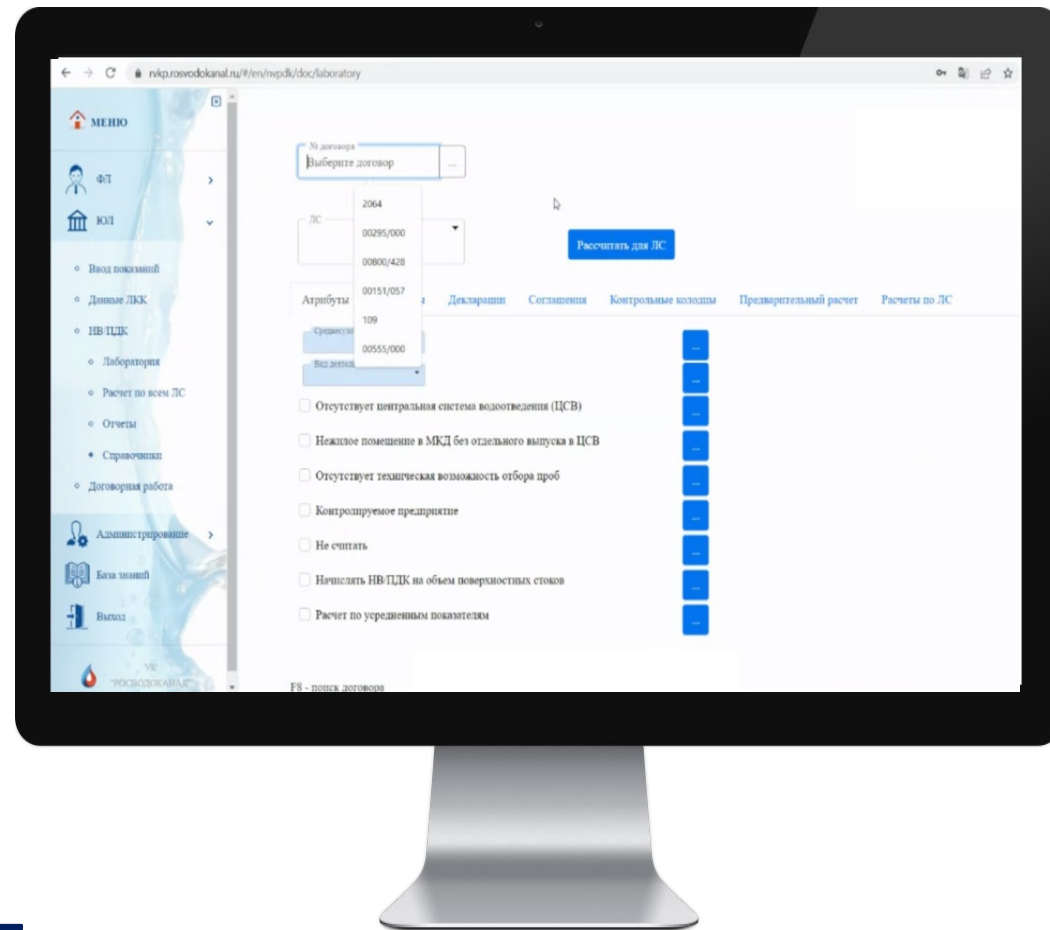 rvkp.rosvodokanal.ru/#/en/nvpdk/doc/laboratory
МЕНЮ
ФЛ
ЮЛ
Ввод показаний
Данные ЛКК
НВ/ПДК
Лаборатория
Расчет по всем ЛС
Отчеты
Справочники
Договорная работа
Администрирование
База знаний
Выход
УК
"РОСВОДОКАНАЛ"
№ договора
Выберите договор ...
2064
00295/000
00800/428
00151/057
109
00555/000
ЛС
Рассчитать для ЛС
Атрибуты Декларации Соглашения Контрольные колодцы Предварительный расчет Расчеты по ЛС
...
...
Отсутствует центральная система водоотведения (ЦСВ) ...
Нежилое помещение в МКД без отдельного выпуска в ЦСВ ...
Отсутствует техническая возможность отбора проб ...
Контролируемое предприятие ...
Не считать ...
Начислять НВ/ПДК на объем поверхностных стоков ...
Расчет по усредненным показателям ...
F8 - поиск договора